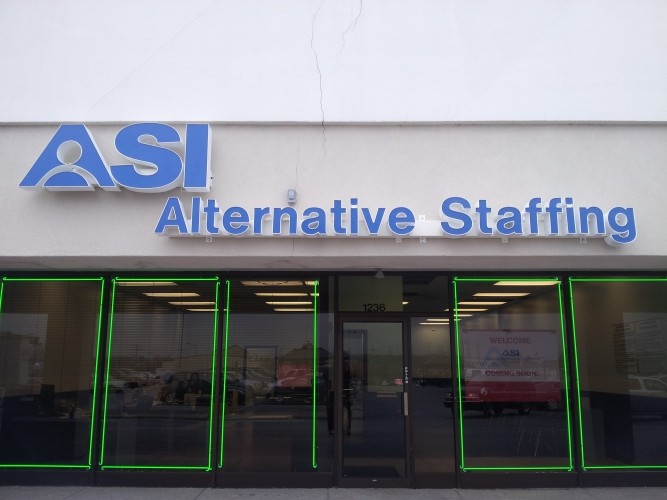 ASI
Alternative Staffing
1236
WELCOME
ASI
COMING SOON